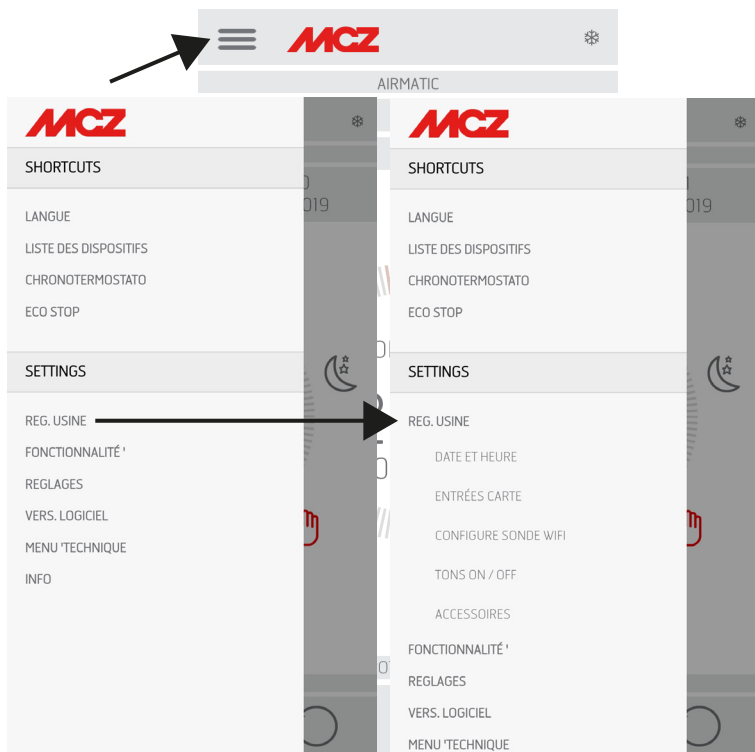 MCZ
AIRMATIC
MCZ
SHORTCUTS
019
LANGUE
LISTE DES DISPOSITIFS
CHRONOTERMOSTATO
ECO STOP
SETTINGS
REG. USINE
FONCTIONNALITÉ '
REGLAGES
VERS. LOGICIEL
MENU 'TECHNIQUE
INFO
MCZ
SHORTCUTS
019
LANGUE
LISTE DES DISPOSITIFS
CHRONOTERMOSTATO
ECO STOP
SETTINGS
REG. USINE
DATE ET HEURE
ENTRÉES CARTE
CONFIGURE SONDE WIFI
TONS ON / OFF
ACCESSOIRES
FONCTIONNALITÉ '
REGLAGES
VERS. LOGICIEL
MENU 'TECHNIQUE